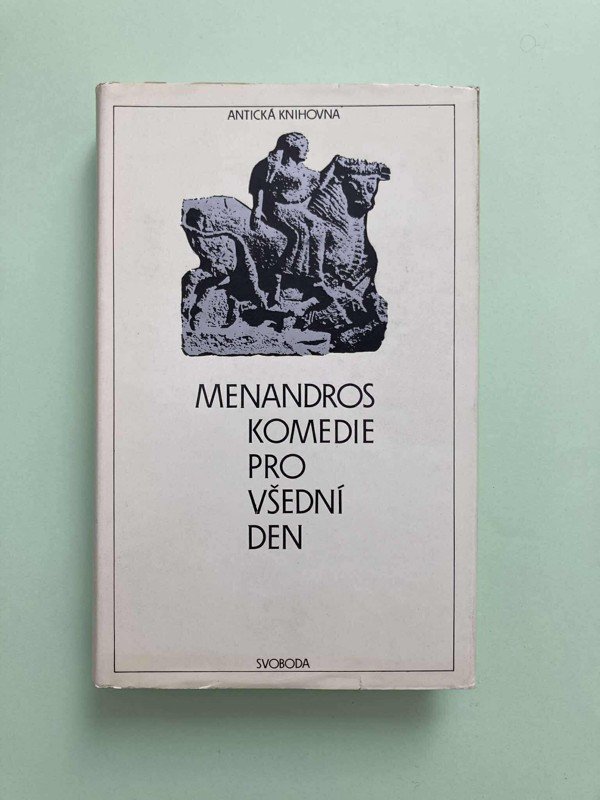 ANTICKÁ KNIHOVNA
MENANDROS
KOMEDIE
PRO
VŠEDNÍ
DEN
SVOBODA